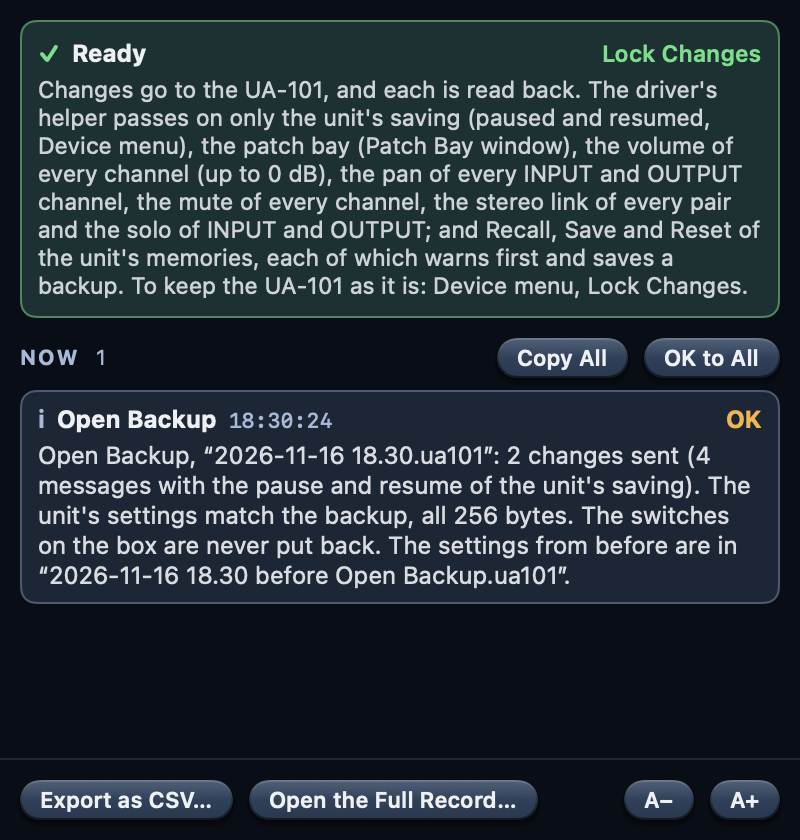 ✓ Ready Lock Changes
Changes go to the UA-101, and each is read back. The driver's
helper passes on only the unit's saving (paused and resumed,
Device menu), the patch bay (Patch Bay window), the volume of
every channel (up to 0 dB), the pan of every INPUT and OUTPUT
channel, the mute of every channel, the stereo link of every pair
and the solo of INPUT and OUTPUT; and Recall, Save and Reset of
the unit's memories, each of which warns first and saves a
backup. To keep the UA-101 as it is: Device menu, Lock Changes.
NOW 1 Copy All OK to All
i Open Backup 18:30:24 OK
Open Backup, “2026-11-16 18.30.ua101”: 2 changes sent (4
messages with the pause and resume of the unit's saving). The
unit's settings match the backup, all 256 bytes. The switches
on the box are never put back. The settings from before are in
“2026-11-16 18.30 before Open Backup.ua101”.
Export as CSV... Open the Full Record... A− A+